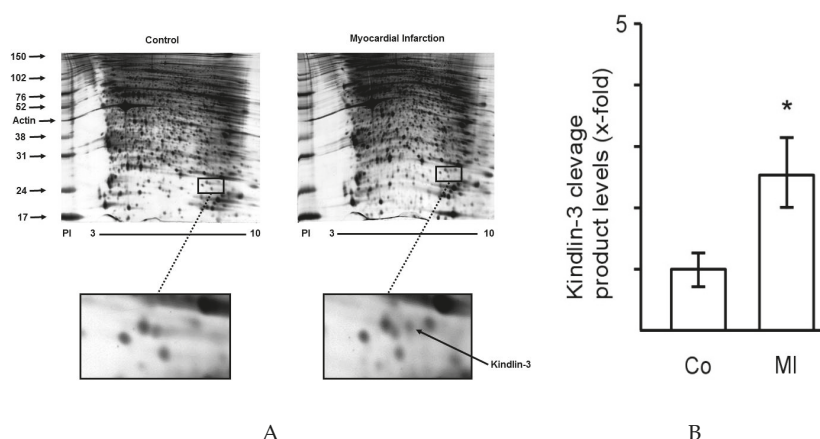 Control
Myocardial Infarction
150
102
76
52
Actin
38
31
24
17
PI 3 10
PI 3 10
Kindlin-3
A
5
Kindlin-3 clevage
product levels (x-fold)
*
Co MI
B